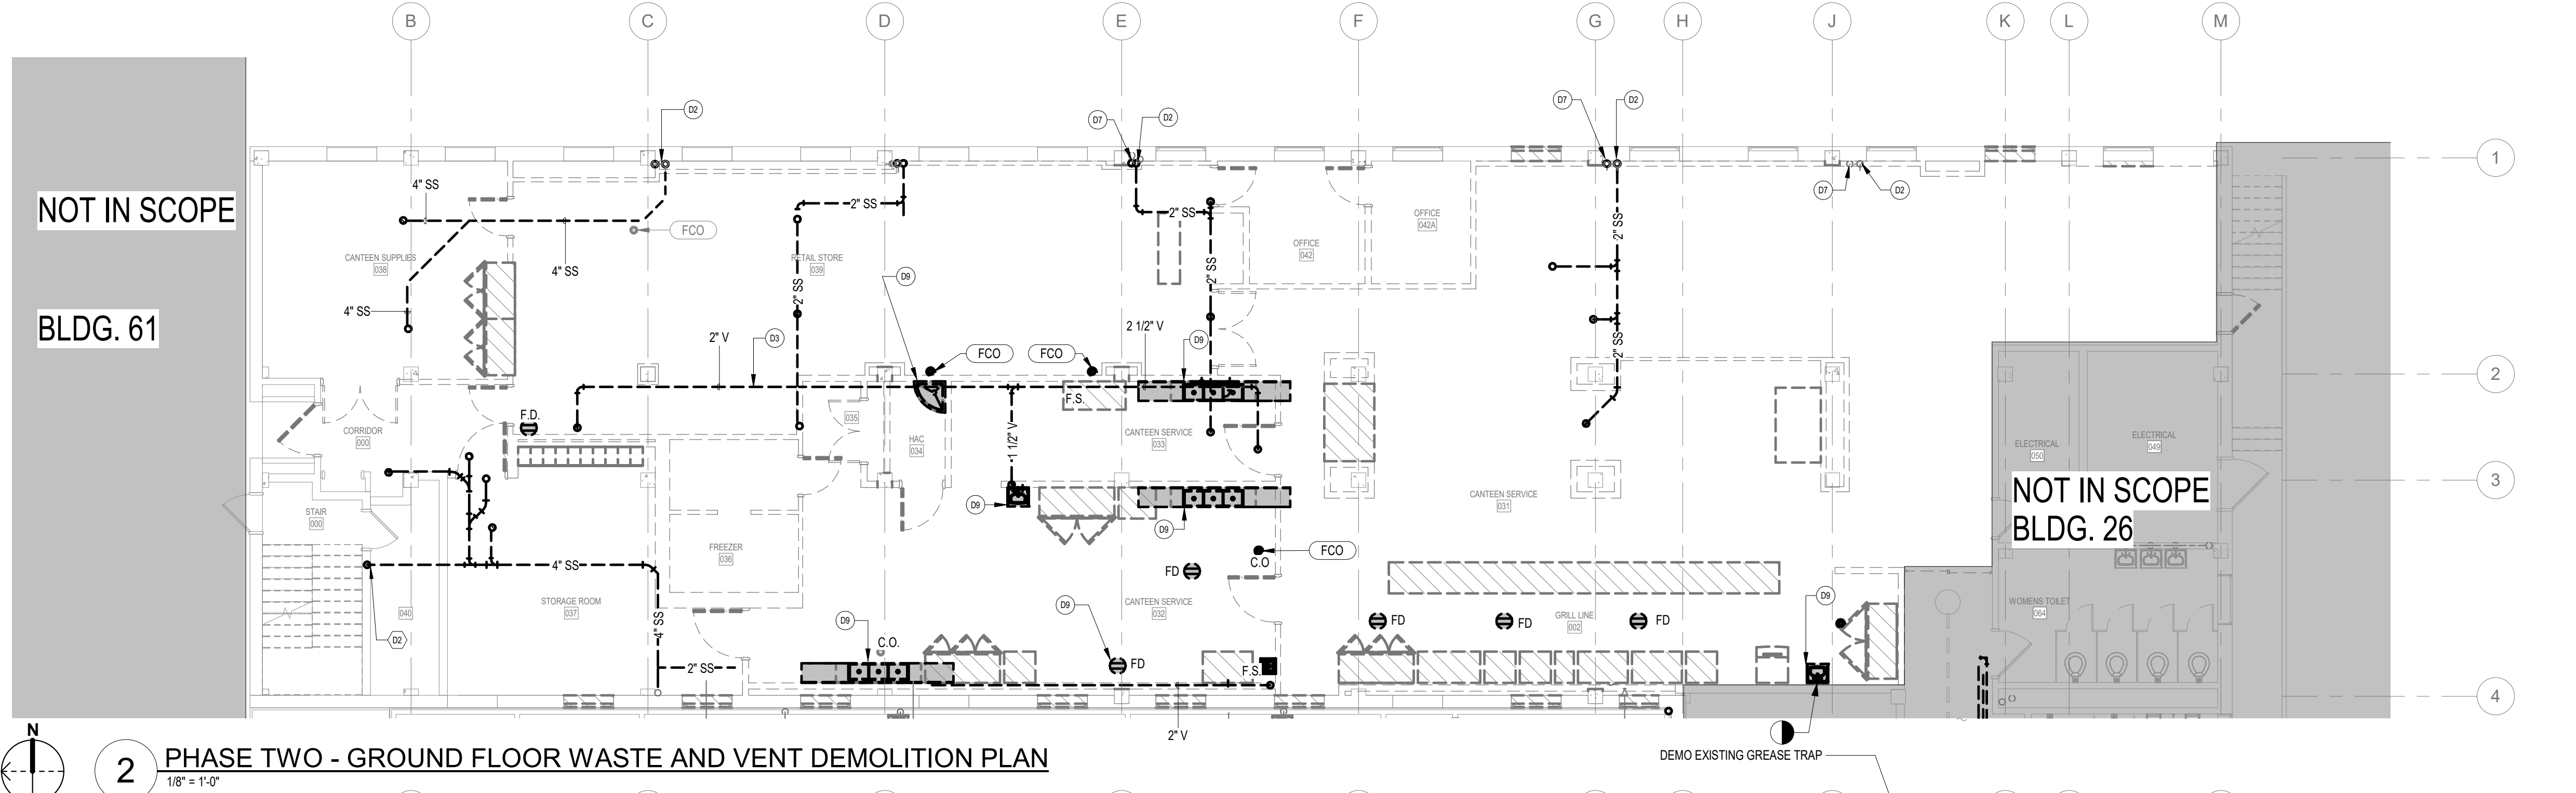 B
C
D
E
F
G
H
J
K
L
M
D2
D7
D2
D7
D2
1
4" SS
NOT IN SCOPE
2" SS
2" SS
2" SS
D7
D2
FCO
OFFICE
042A
OFFICE
042
CANTEEN SUPPLIES
038
RETAIL STORE
039
4" SS
D9
2" SS
2" SS
4" SS
BLDG. 61
2" V
D3
FCO
FCO
2 1/2" V
D9
2" SS
2
F.S.
F.D.
035
CORRIDOR
000
HAC
034
1 1/2" V
CANTEEN SERVICE
033
ELECTRICAL
050
ELECTRICAL
049
3
NOT IN SCOPE
BLDG. 26
CANTEEN SERVICE
031
STAIR
000
D9
D9
FREEZER
036
FCO
C.O
4" SS
FD
040
STORAGE ROOM
037
CANTEEN SERVICE
032
D9
D9
D9
WOMENS TOILET
064
4" SS
D2
C.O.
FD
FD
FD
GRILL LINE
002
2" SS
FD
F.S.
4
2" V
N
2
PHASE TWO - GROUND FLOOR WASTE AND VENT DEMOLITION PLAN
1/8" = 1'-0"
DEMO EXISTING GREASE TRAP